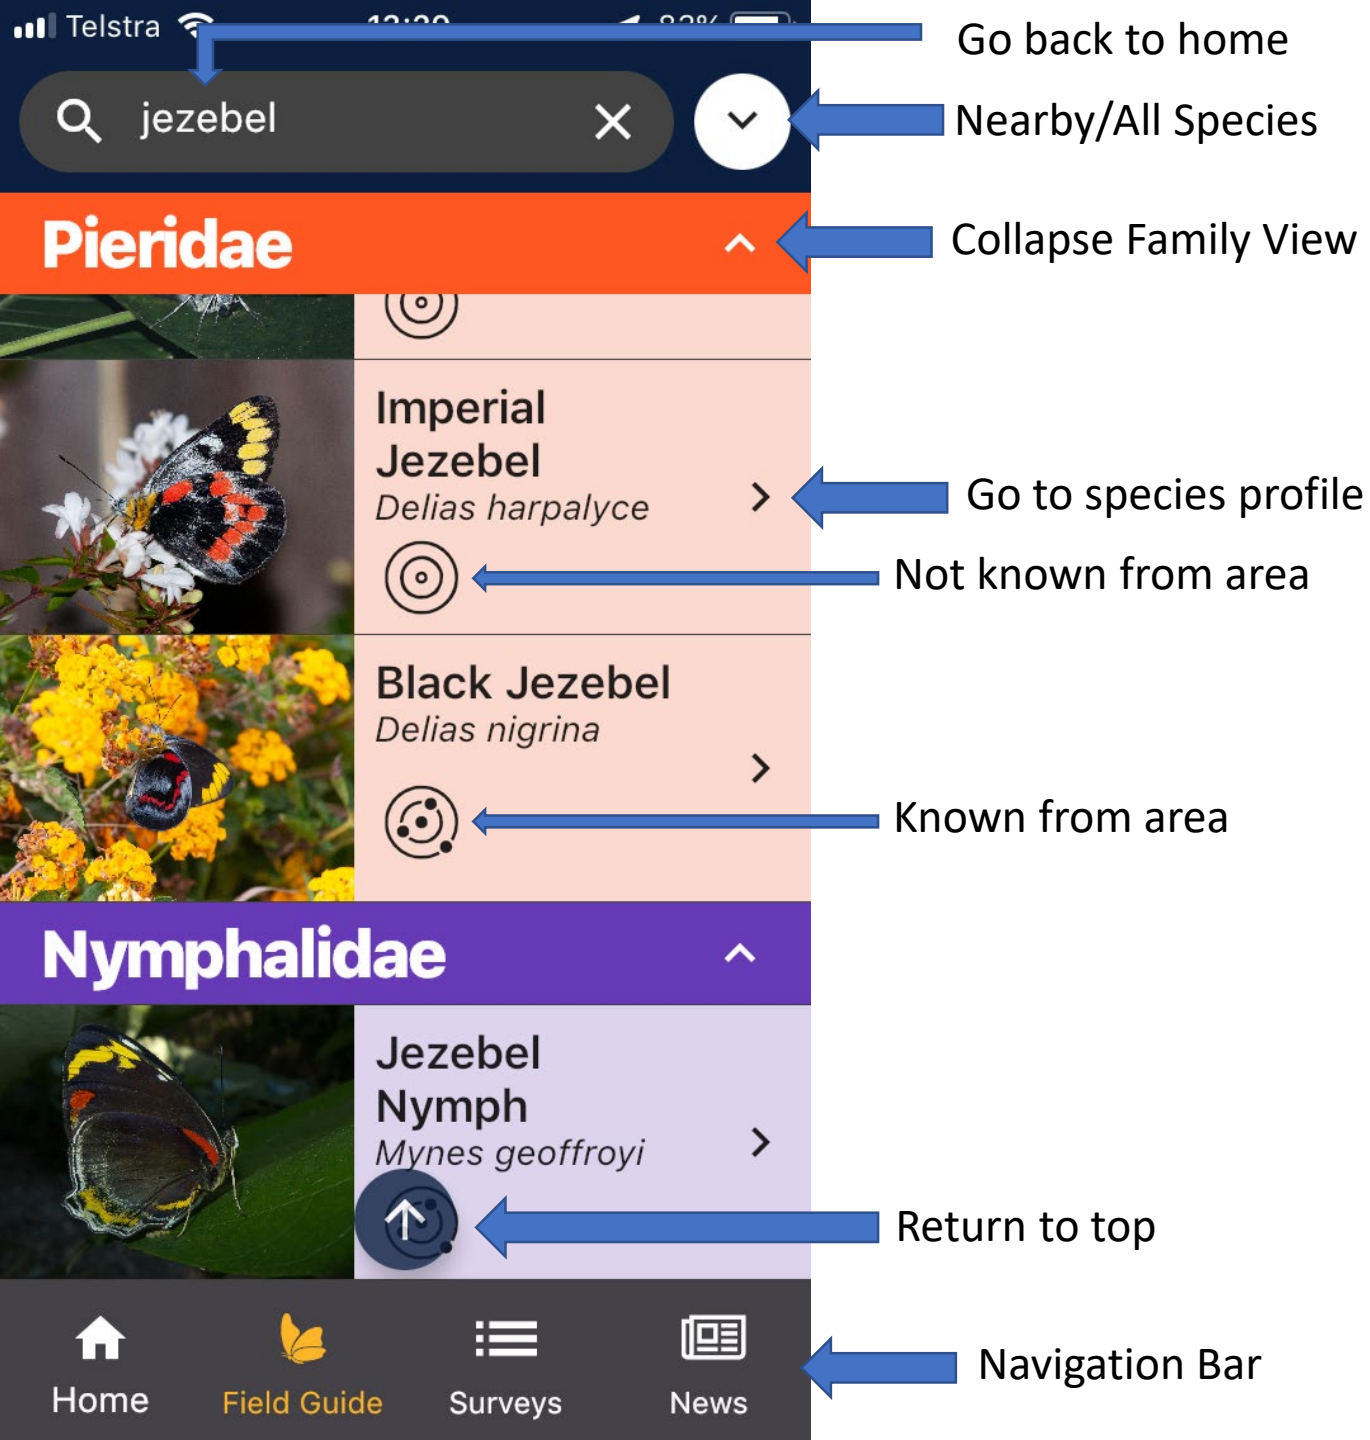 Telstra
Go back to home
jezebel
Nearby/All Species
Pieridae
Collapse Family View
Imperial
Jezebel
Delias harpalyce
Go to species profile
Not known from area
Black Jezebel
Delias nigrina
Known from area
Nymphalidae
Jezebel
Nymph
Mynes geoffroyi
Return to top
Navigation Bar
Home
Field Guide
Surveys
News